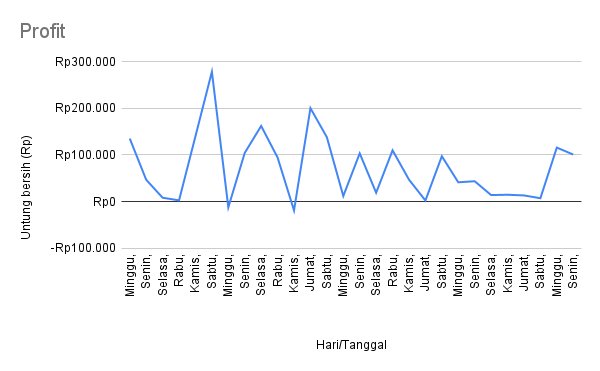 Profit
Rp300.000
Rp200.000
Rp100.000
Rp0
-Rp100.000
Untung bersih (Rp)
Minggu,
Senin,
Selasa,
Rabu,
Kamis,
Sabtu,
Minggu,
Senin,
Selasa,
Rabu,
Kamis,
Jumat,
Sabtu,
Minggu,
Senin,
Selasa,
Rabu,
Kamis,
Jumat,
Sabtu,
Minggu,
Senin,
Selasa,
Kamis,
Jumat,
Sabtu,
Minggu,
Senin,
Hari/Tanggal